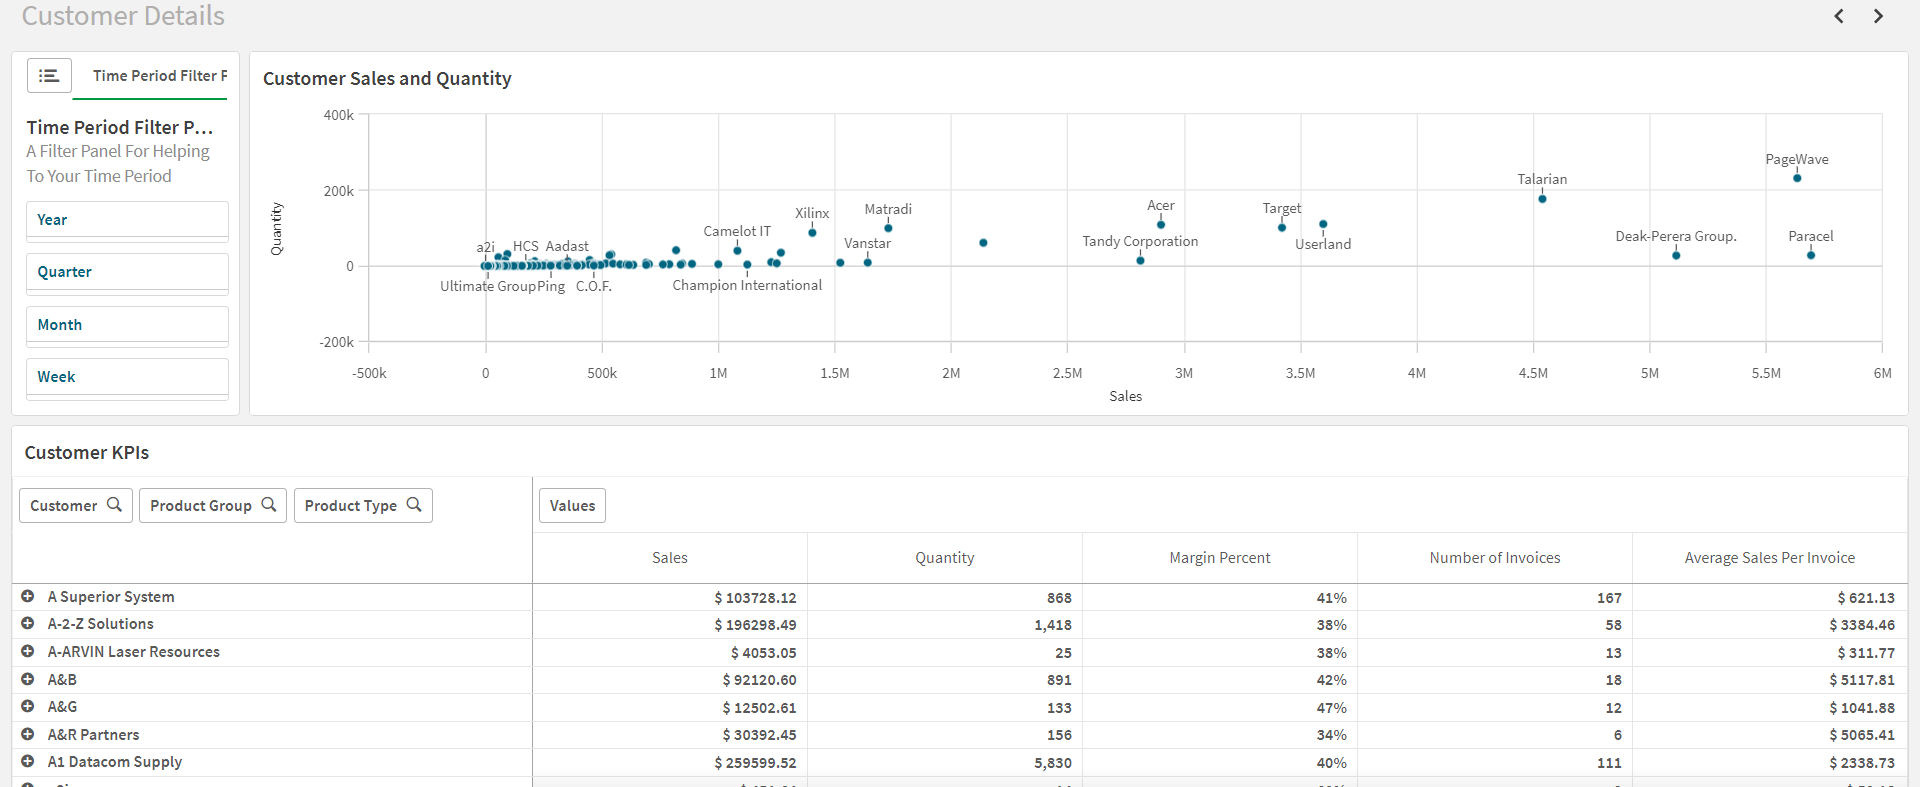 Customer Details
Time Period Filter P
Time Period Filter P...
A Filter Panel For Helping
To Your Time Period
Year
Quarter
Month
Week
Customer Sales and Quantity
400k
200k
0
-200k
Quantity
PageWave
Talarian
Xilinx
Matradi
Acer
Target
Camelot IT
Vanstar
Tandy Corporation
Userland
Deak-Perera Group.
Paracel
a2i
HCS
Aadast
Ultimate Group
Ping
C.O.F.
Champion International
-500k 0 500k 1M 1.5M 2M 2.5M 3M 3.5M 4M 4.5M 5M 5.5M 6M
Sales
Customer KPIs
Customer Product Group Product Type Values
Sales Quantity Margin Percent Number of Invoices Average Sales Per Invoice
A Superior System $ 103728.12 868 41% 167 $ 621.13
A-2-Z Solutions $ 196298.49 1,418 38% 58 $ 3384.46
A-ARVIN Laser Resources $ 4053.05 25 38% 13 $ 311.77
A&B $ 92120.60 891 42% 18 $ 5117.81
A&G $ 12502.61 133 47% 12 $ 1041.88
A&R Partners $ 30392.45 156 34% 6 $ 5065.41
A1 Datacom Supply $ 259599.52 5,830 40% 111 $ 2338.73